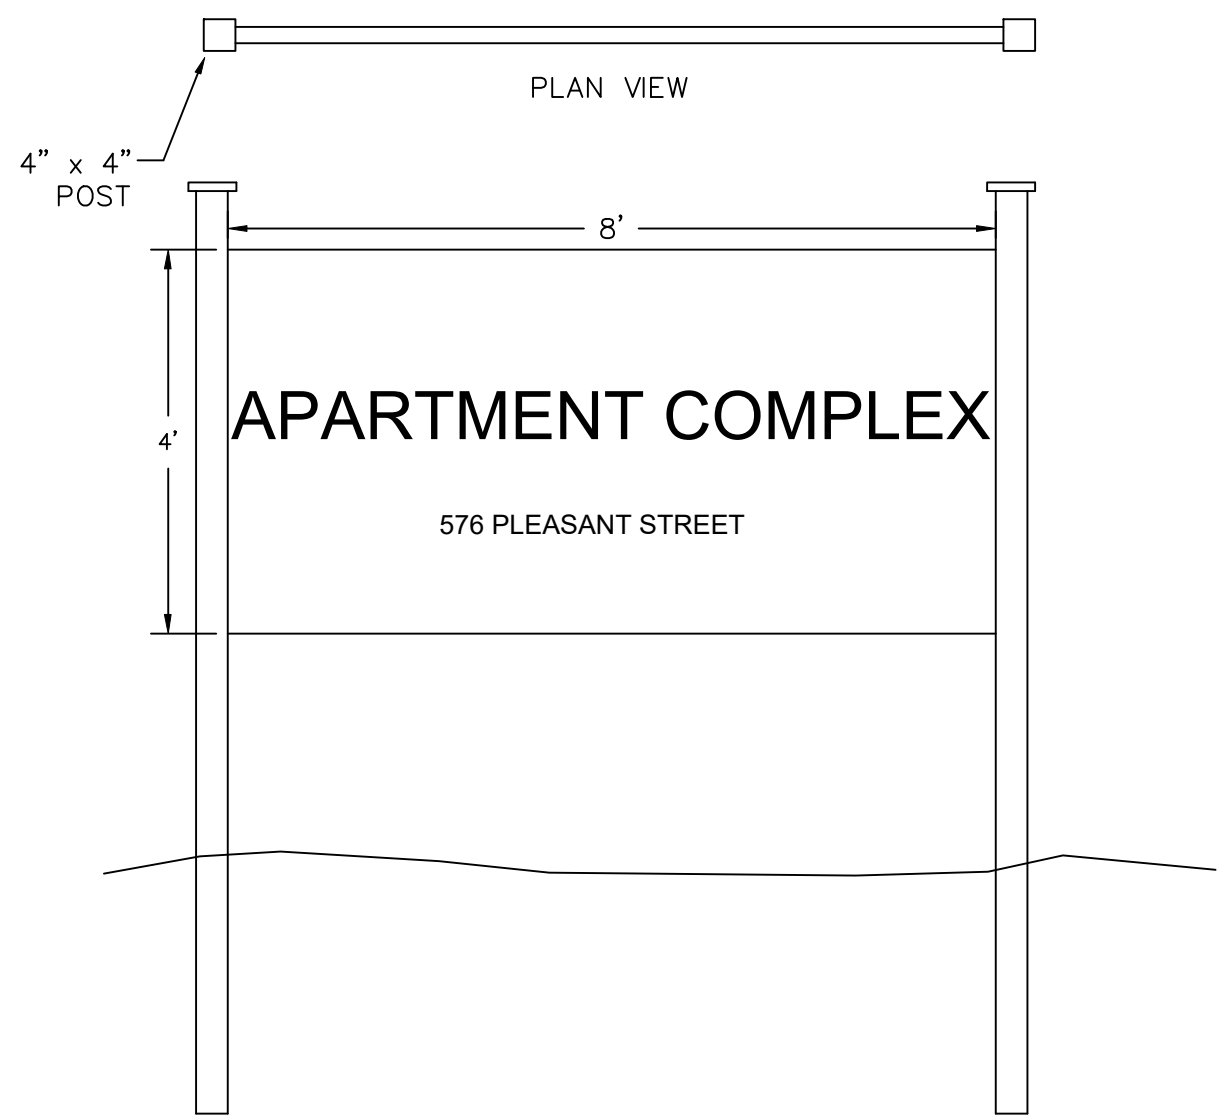 PLAN VIEW
4” x 4”
POST
8’
4’
APARTMENT COMPLEX
576 PLEASANT STREET